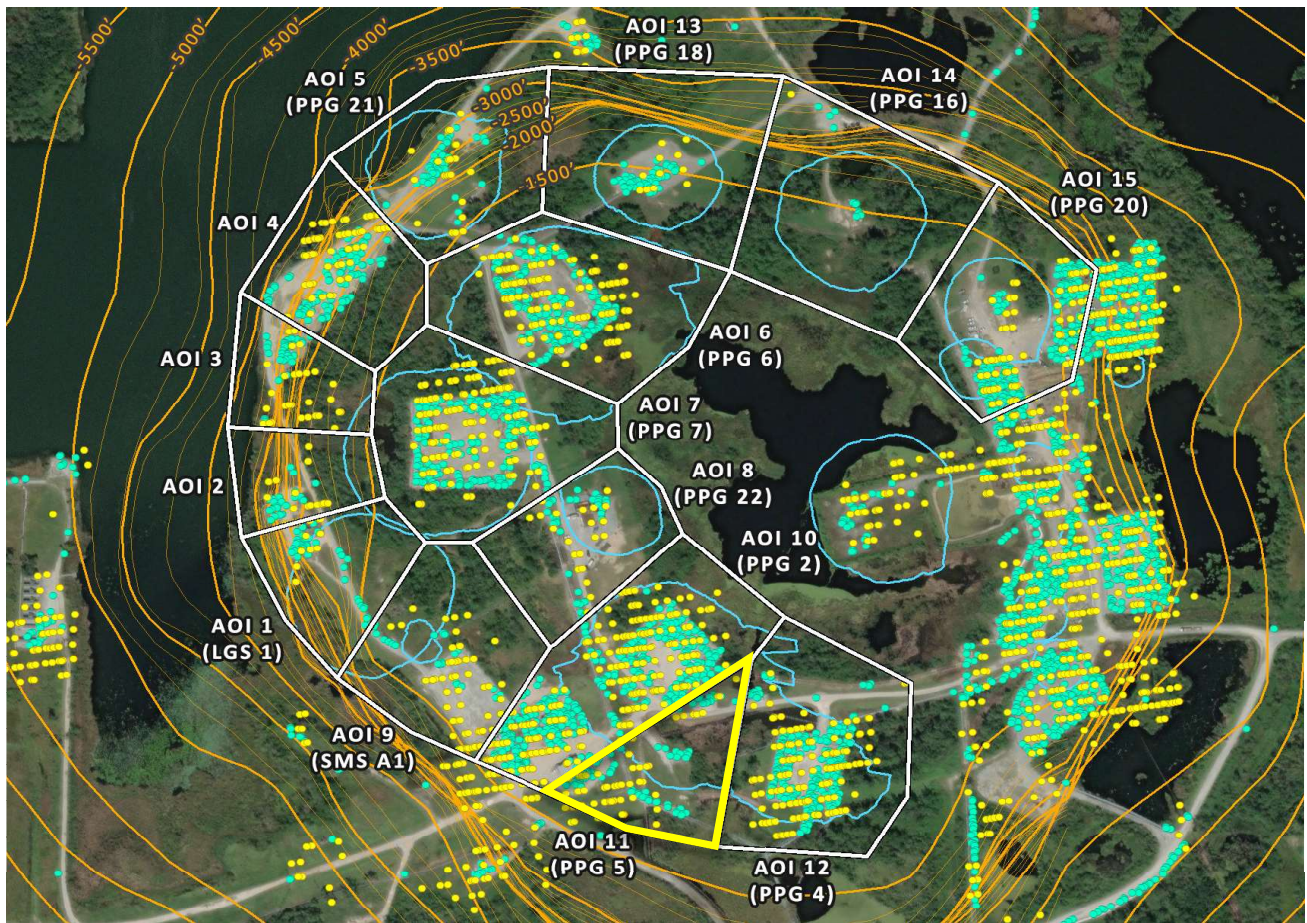 -5500'
-5000'
-4500'
-4000'
-3500'
-3000'
-2500'
-2000'
-1500'
AOI 13
(PPG 18)
AOI 5
(PPG 21)
AOI 14
(PPG 16)
AOI 15
(PPG 20)
AOI 4
AOI 3
AOI 6
(PPG 6)
AOI 7
(PPG 7)
AOI 8
(PPG 22)
AOI 2
AOI 10
(PPG 2)
AOI 1
(LGS 1)
AOI 9
(SMS A1)
AOI 11
(PPG 5)
AOI 12
(PPG 4)